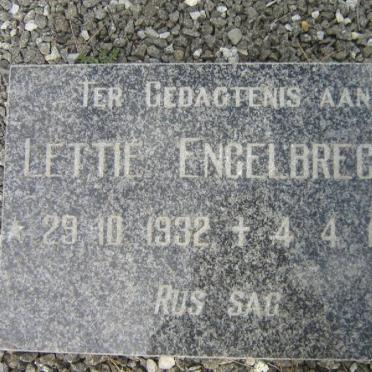 TER GEDAGTENIS AAN
LETTIE ENGELBREC
* 29 10 1932 + 4 4
RUS SAG